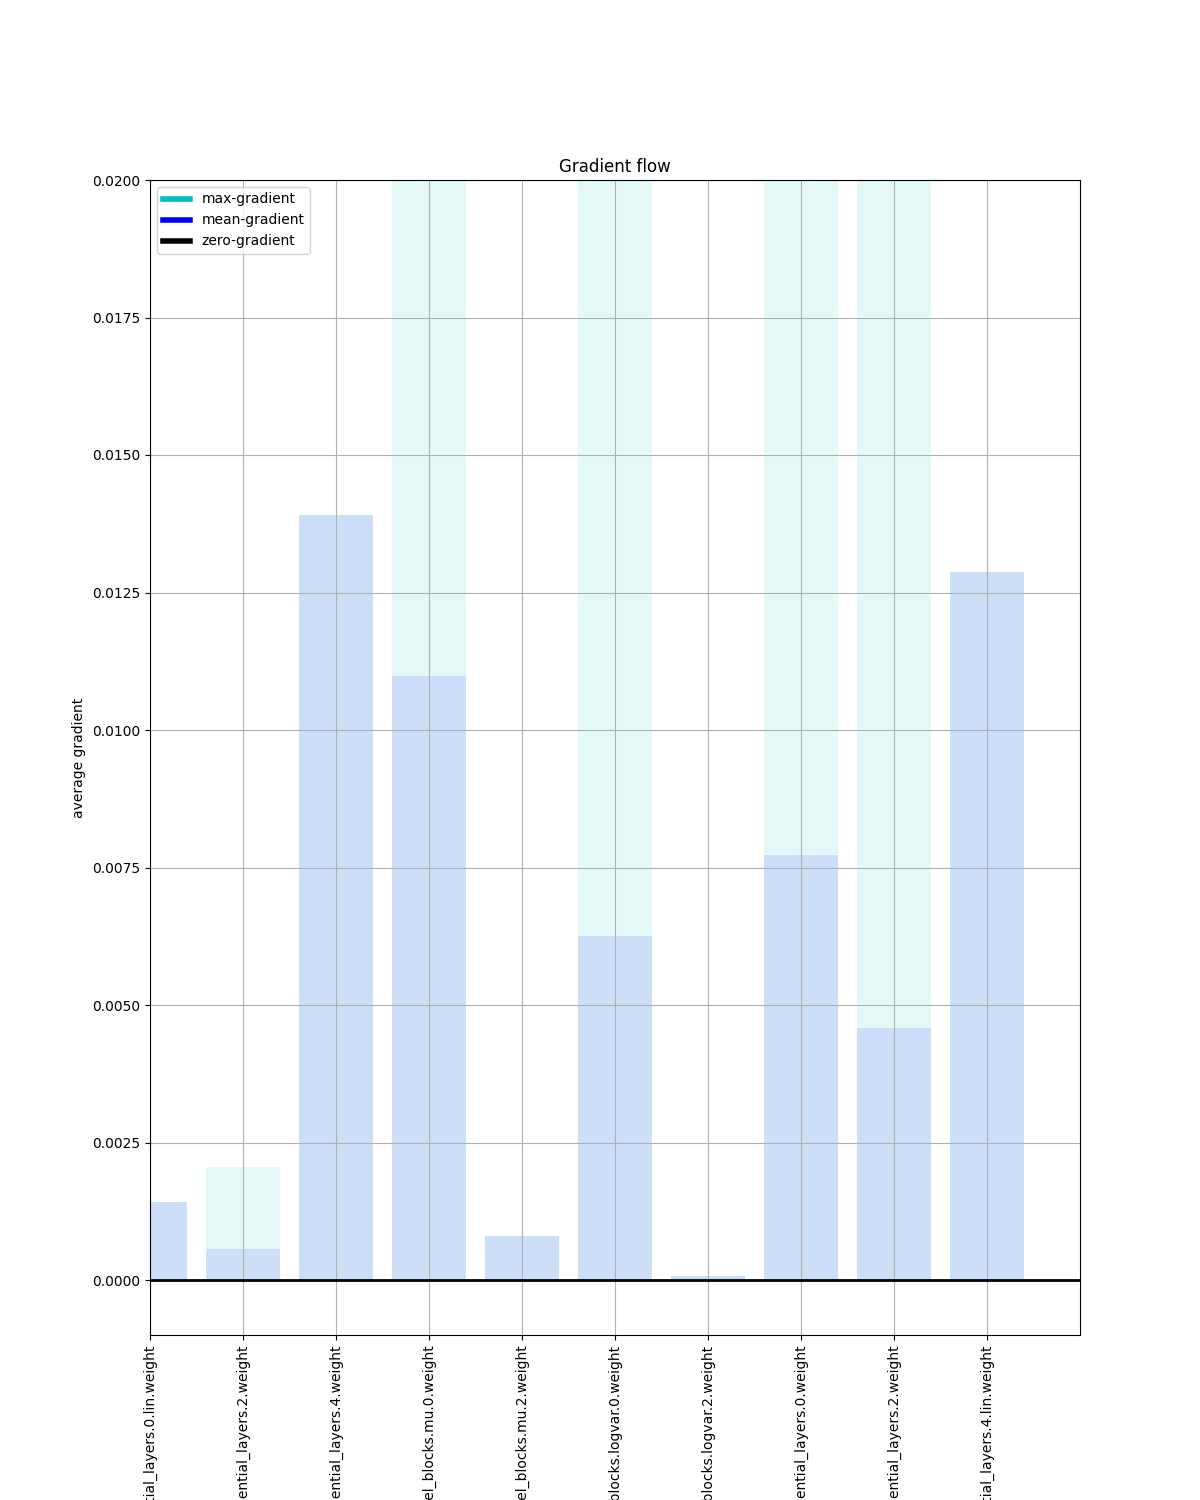 Gradient flow
max-gradient
mean-gradient
zero-gradient
0.0200
0.0175
0.0150
0.0125
0.0100
0.0075
0.0050
0.0025
0.0000
average gradient
tial_layers.0.lin.weight
ential_layers.2.weight
ential_layers.4.weight
el_blocks.mu.0.weight
el_blocks.mu.2.weight
blocks.logvar.0.weight
blocks.logvar.2.weight
ential_layers.0.weight
ential_layers.2.weight
tial_layers.4.lin.weight